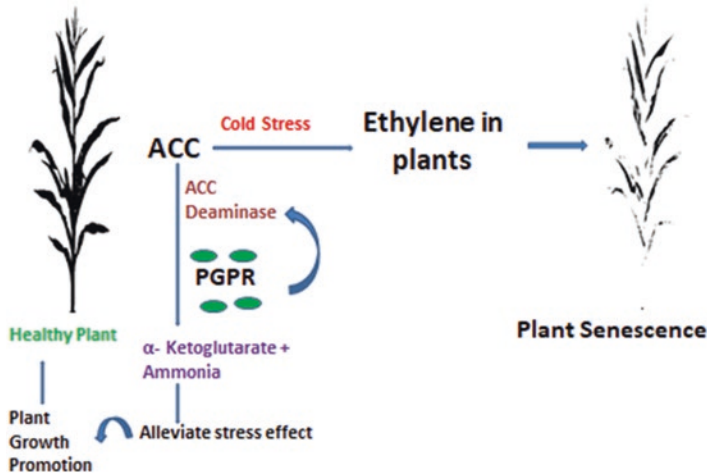 Cold Stress
ACC
Ethylene in
plants
ACC
Deaminase
PGPR
Healthy Plant
Plant Senescence
α- Ketoglutarate +
Ammonia
Plant
Growth
Promotion
Alleviate stress effect